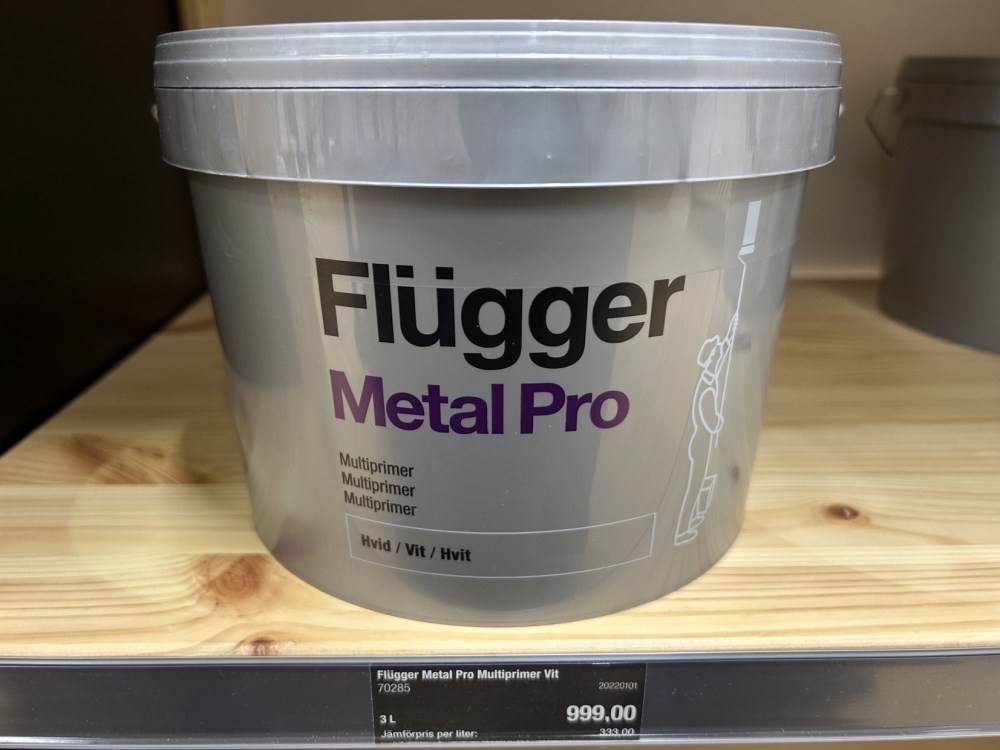 Flügger
Metal Pro
Multiprimer
Multiprimer
Multiprimer
Hvid / Vit / Hvit
Flügger Metal Pro Multiprimer Vit
70285 20220101
3 L 999,00
Jämförpris per liter: 333,00